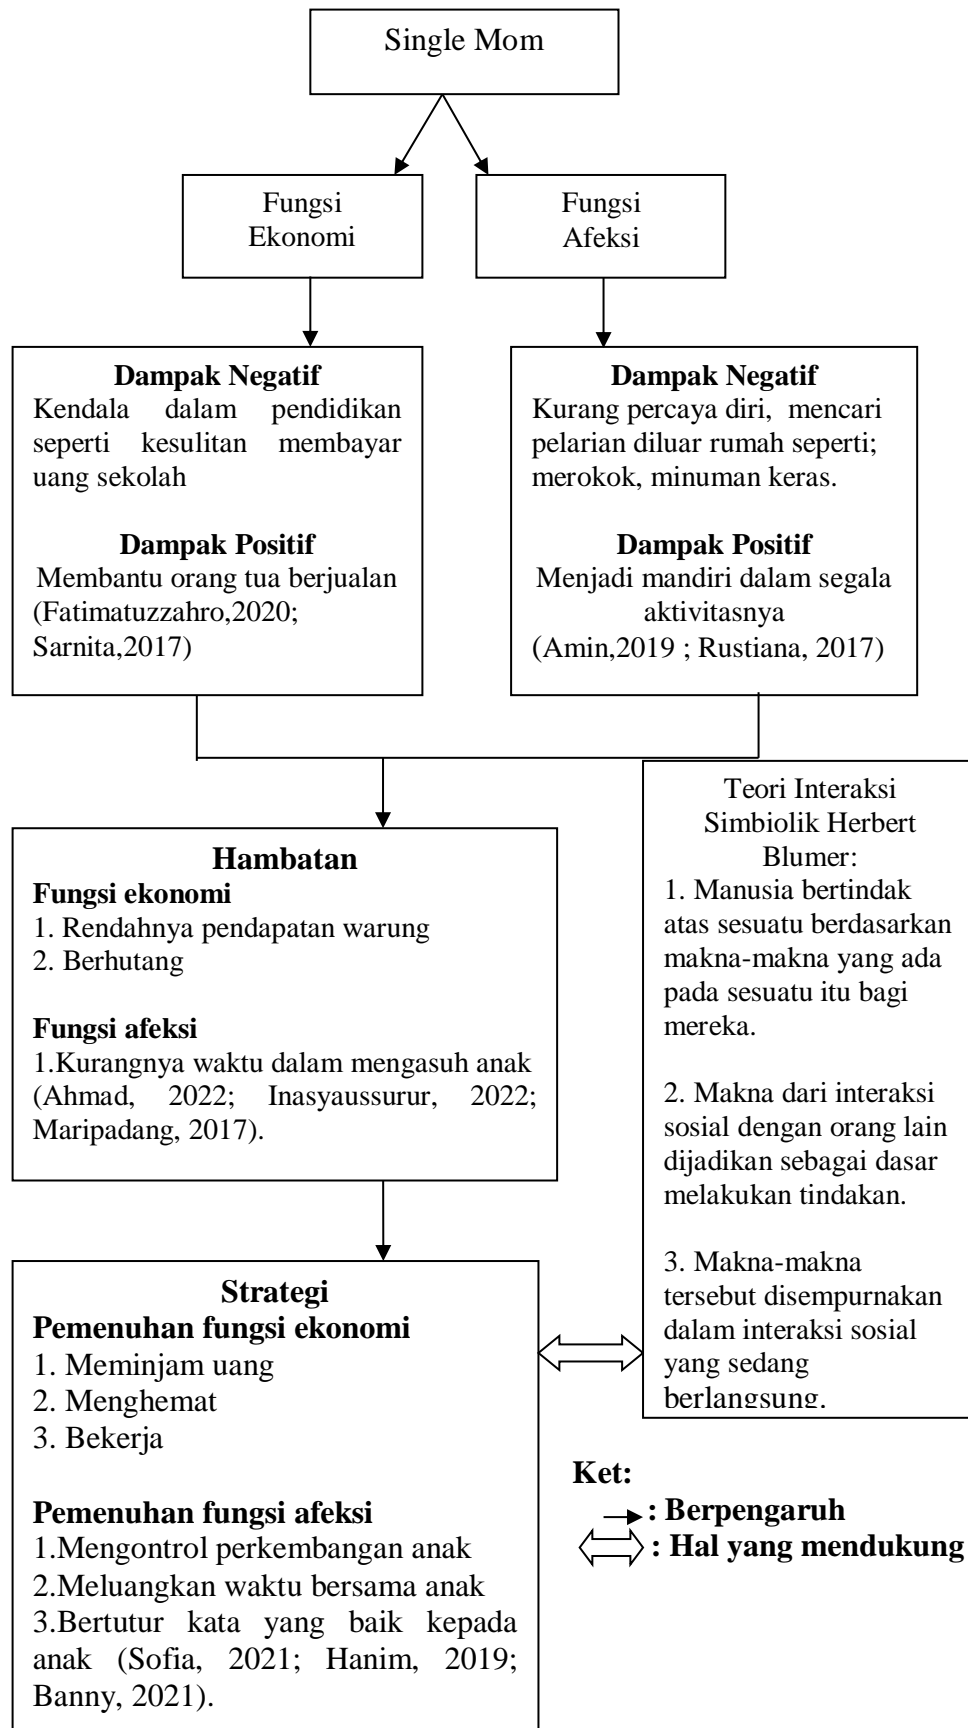 Single Mom
Fungsi
Ekonomi
Fungsi
Afeksi
Dampak Negatif
Kendala dalam pendidikan
seperti kesulitan membayar
uang sekolah
Dampak Positif
Membantu orang tua berjualan
(Fatimatuzzahro,2020;
Sarnita,2017)
Dampak Negatif
Kurang percaya diri, mencari
pelarian diluar rumah seperti;
merokok, minuman keras.
Dampak Positif
Menjadi mandiri dalam segala
aktivitasnya
(Amin,2019 ; Rustiana, 2017)
Hambatan
Fungsi ekonomi
1. Rendahnya pendapatan warung
2. Berhutang
Fungsi afeksi
1.Kurangnya waktu dalam mengasuh anak
(Ahmad, 2022; Inasyaussurur, 2022;
Maripadang, 2017).
Teori Interaksi
Simbiolik Herbert
Blumer:
1. Manusia bertindak
atas sesuatu berdasarkan
makna-makna yang ada
pada sesuatu itu bagi
mereka.
2. Makna dari interaksi
sosial dengan orang lain
dijadikan sebagai dasar
melakukan tindakan.
3. Makna-makna
tersebut disempurnakan
dalam interaksi sosial
yang sedang
berlangsung.
Strategi
Pemenuhan fungsi ekonomi
1. Meminjam uang
2. Menghemat
3. Bekerja
Pemenuhan fungsi afeksi
1.Mengontrol perkembangan anak
2.Meluangkan waktu bersama anak
3.Bertutur kata yang baik kepada
anak (Sofia, 2021; Hanim, 2019;
Banny, 2021).
Ket:
: Berpengaruh
: Hal yang mendukung